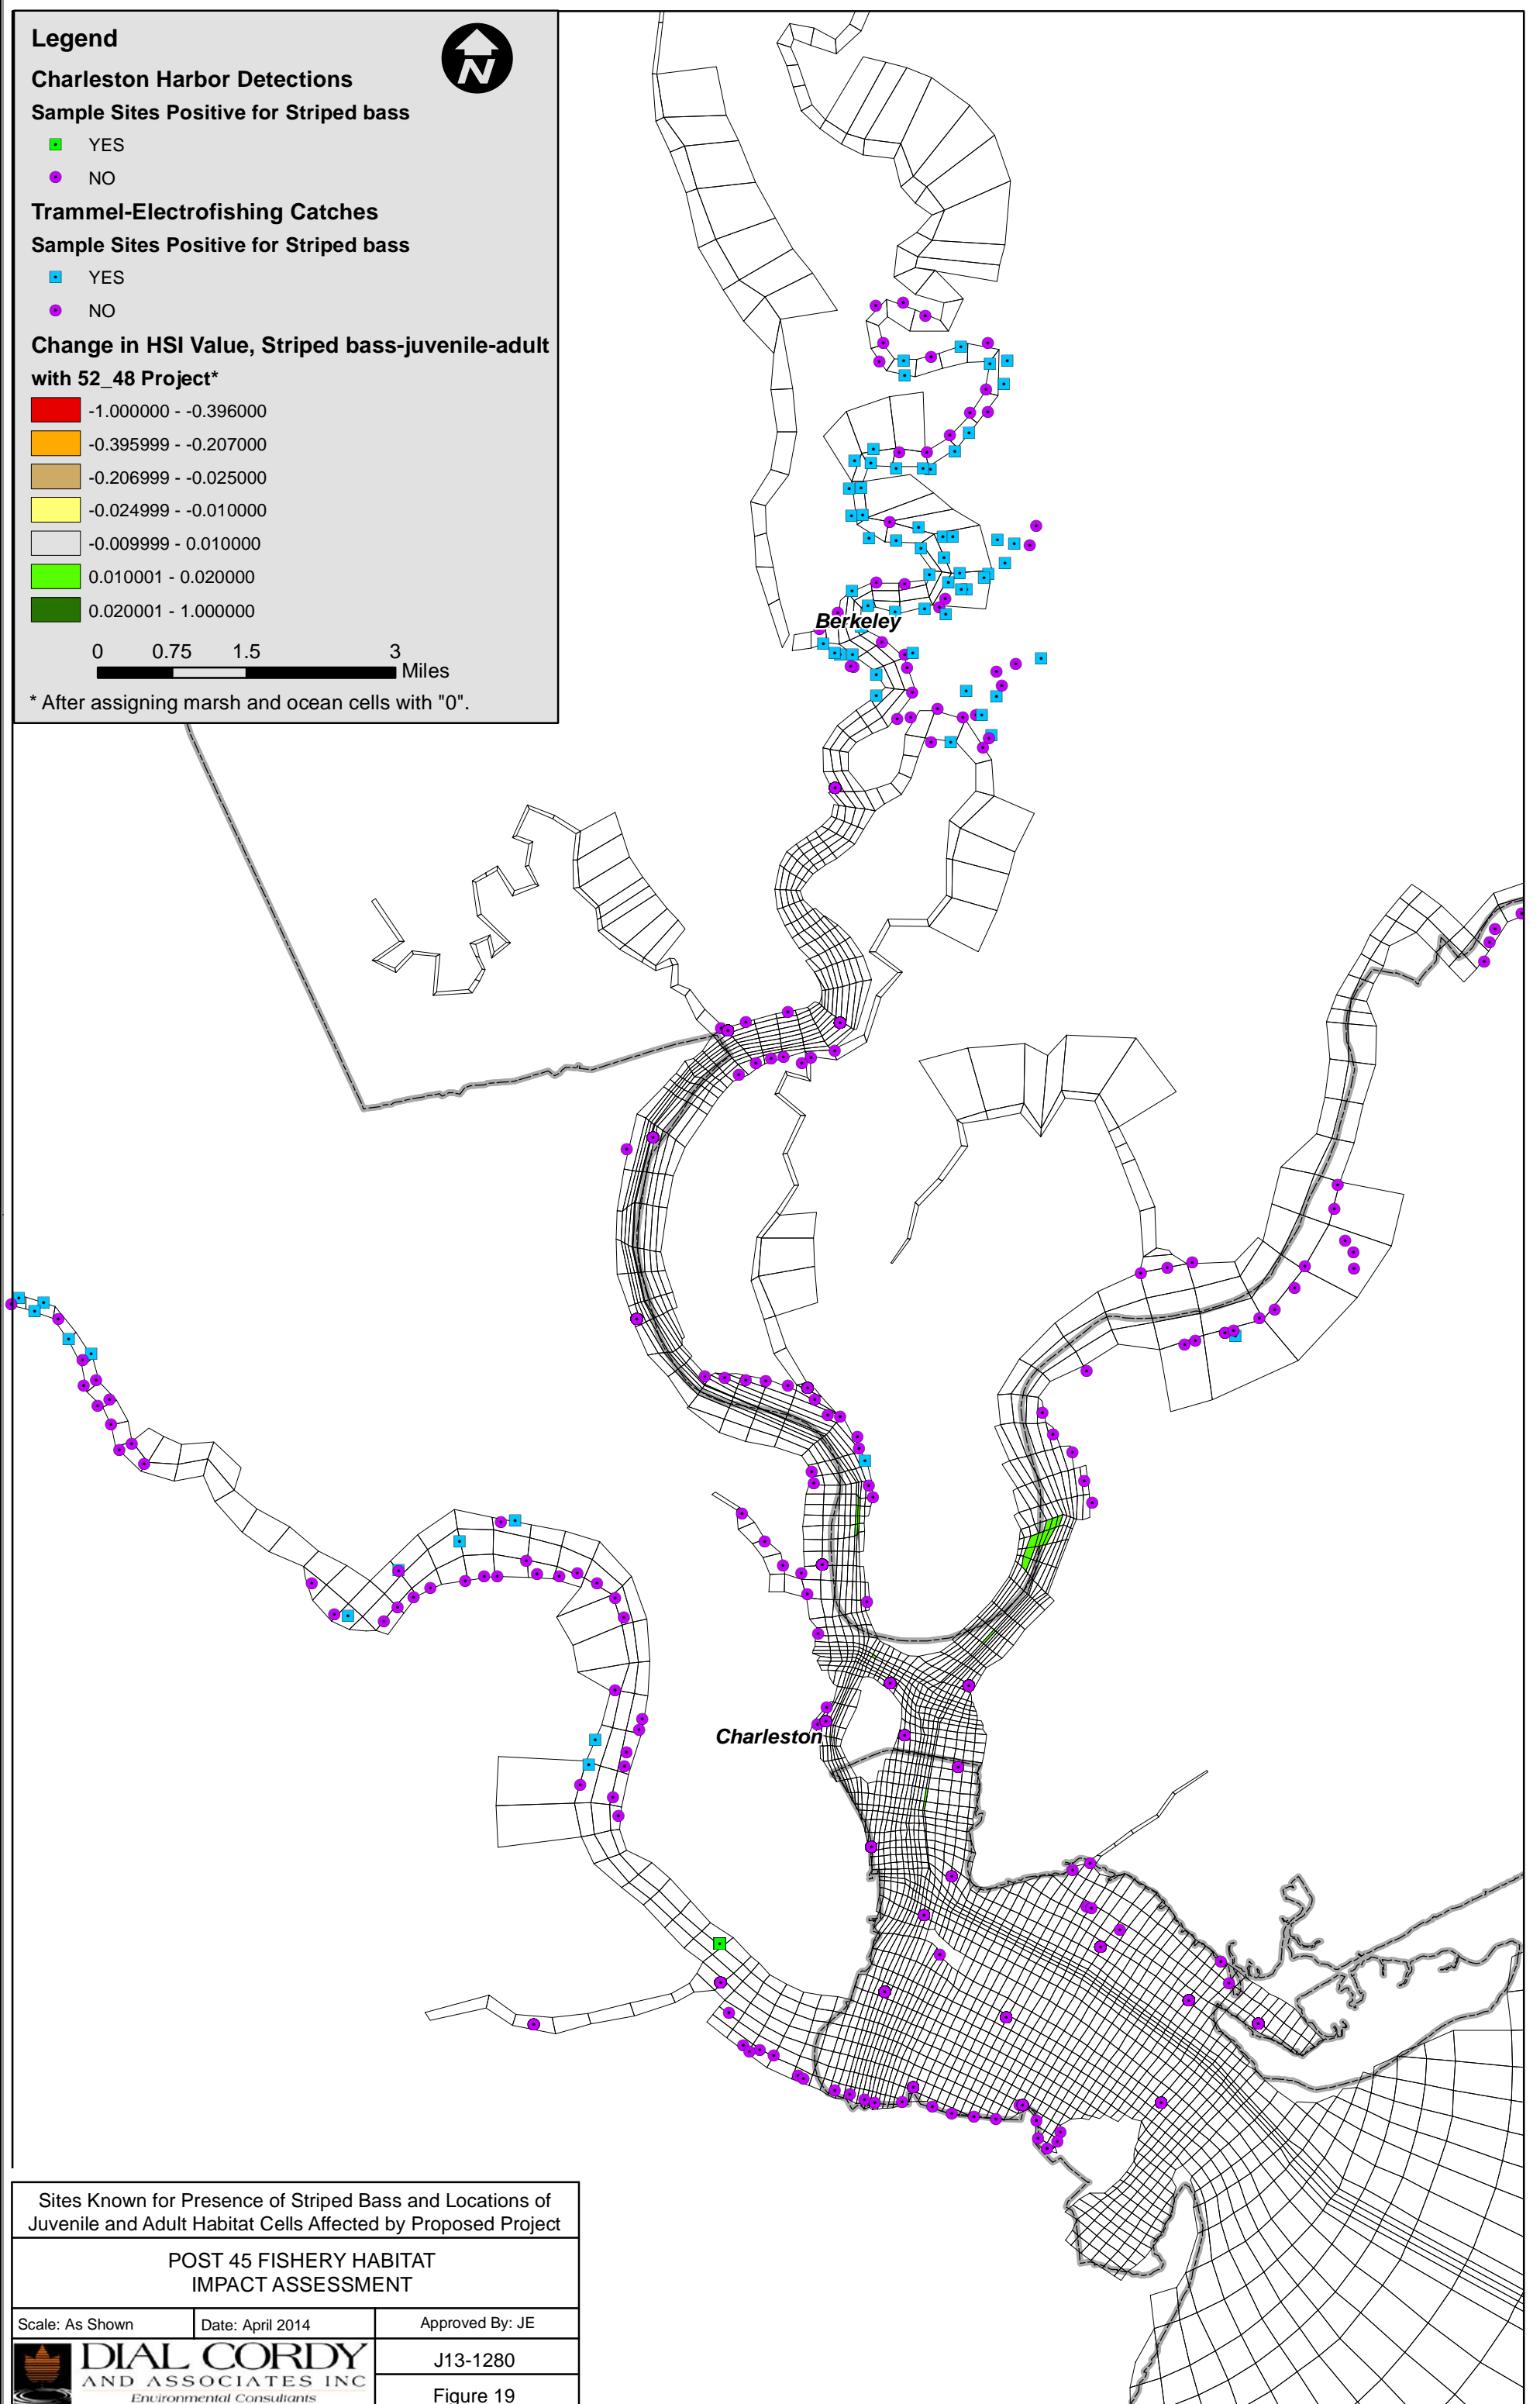 Legend
N
Charleston Harbor Detections
Sample Sites Positive for Striped bass
YES
NO
Trammel-Electrofishing Catches
Sample Sites Positive for Striped bass
YES
NO
Change in HSI Value, Striped bass-juvenile-adult
with 52_48 Project*
-1.000000 - -0.396000
-0.395999 - -0.207000
-0.206999 - -0.025000
-0.024999 - -0.010000
-0.009999 - 0.010000
0.010001 - 0.020000
0.020001 - 1.000000
0 0.75 1.5 3
Miles
* After assigning marsh and ocean cells with "0".
Berkeley
Charleston
Sites Known for Presence of Striped Bass and Locations of
Juvenile and Adult Habitat Cells Affected by Proposed Project
POST 45 FISHERY HABITAT
IMPACT ASSESSMENT
Scale: As Shown
Date: April 2014
Approved By: JE
DIAL CORDY
AND ASSOCIATES INC
Environmental Consultants
J13-1280
Figure 19